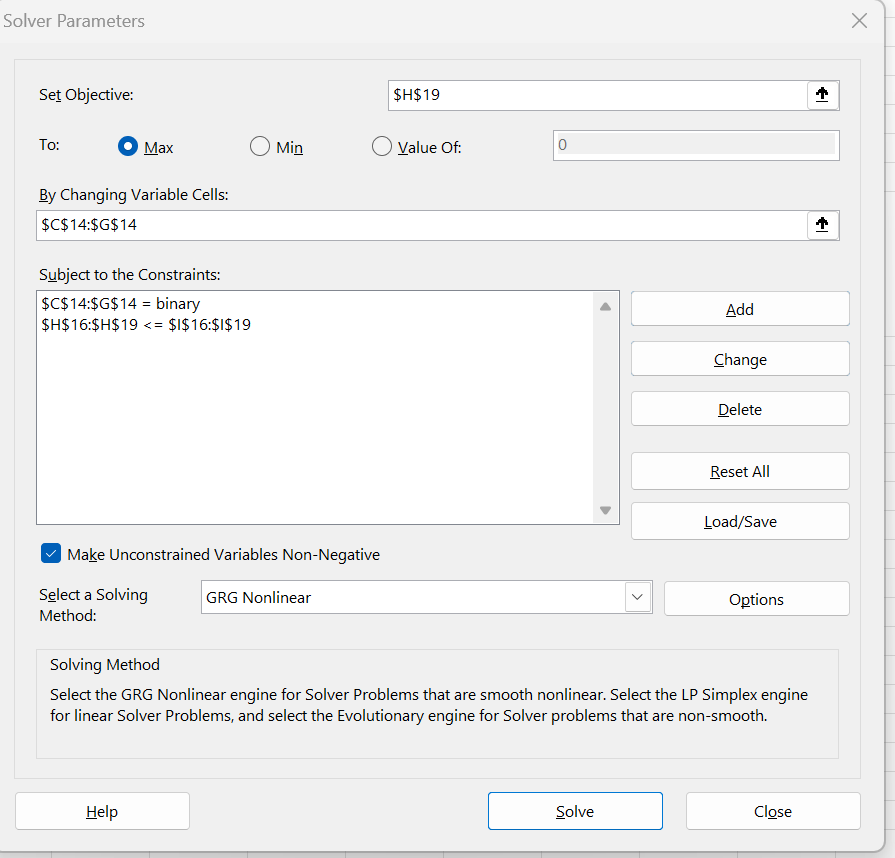 Solver Parameters
Set Objective:
$H$19
To:
Max
Min
Value Of:
0
By Changing Variable Cells:
$C$14:$G$14
Subject to the Constraints:
$C$14:$G$14 = binary
$H$16:$H$19 <= $I$16:$I$19
Add
Change
Delete
Reset All
Load/Save
Make Unconstrained Variables Non-Negative
Select a Solving
Method:
GRG Nonlinear
Options
Solving Method
Select the GRG Nonlinear engine for Solver Problems that are smooth nonlinear. Select the LP Simplex engine
for linear Solver Problems, and select the Evolutionary engine for Solver problems that are non-smooth.
Help
Solve
Close